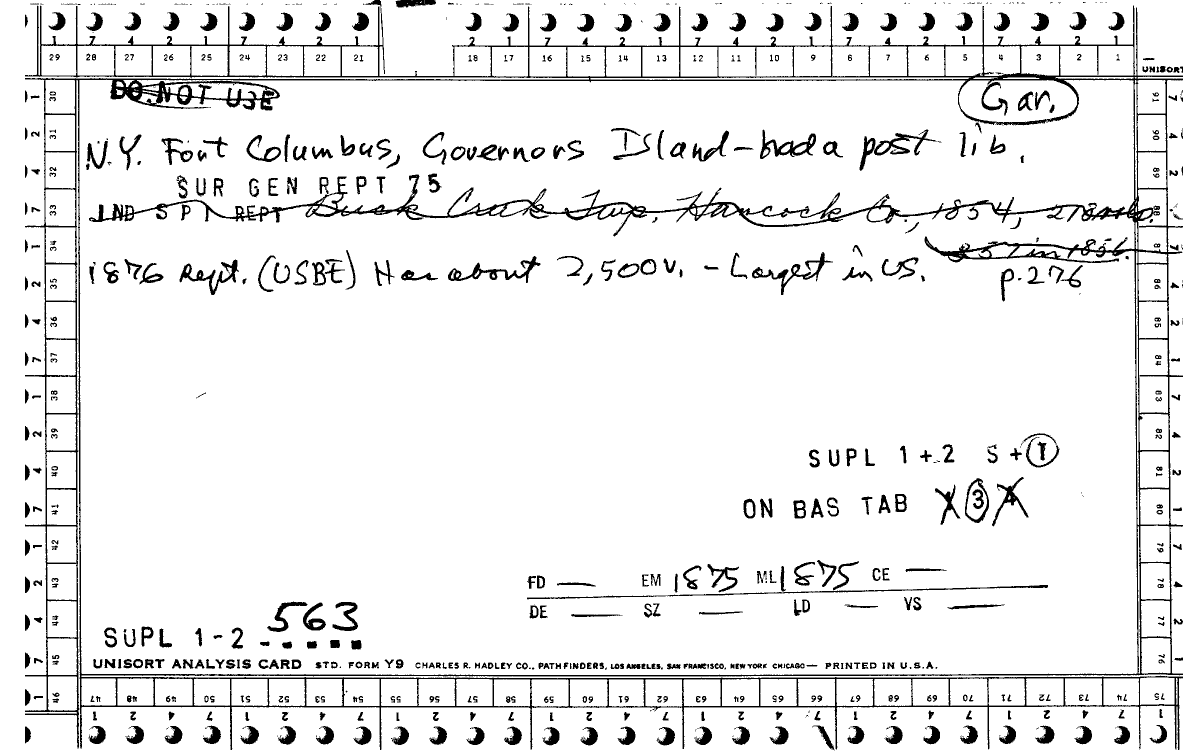 1 7 4 2 1 7 4 2 1 2 1 7 4 2 1 7 4 2 1 7 4 2 1 7 4 2 1
29 28 27 26 25 24 23 22 21 18 17 16 15 14 13 12 11 10 9 8 7 6 5 4 3 2 1
UNISORT
DO NOT USE
Gar.
N.Y. Fort Columbus, Governors Island - had a post lib.
SUR GEN REPT 75
IND S P I REPT Buck Creek Twp. Hancock Co., 1854, 278 vols.
257 in 1856.
1876 Rept. (USBE) Has about 2,500 v. - Largest in US. p. 276
SUPL 1 + 2 S + 1
ON BAS TAB 1 3 4
FD — EM 1875 ML 1875 CE —
DE — SZ — LD — VS —
SUPL 1-2 563
UNISORT ANALYSIS CARD STD. FORM Y9 CHARLES R. HADLEY CO., PATHFINDERS, LOS ANGELES, SAN FRANCISCO, NEW YORK CHICAGO — PRINTED IN U.S.A.
30 31 32 33 34 35 36 37 38 39 40 41 42 43 44 45 46
91 90 89 88 87 86 85 84 83 82 81 80 79 78 77 76 75
47 48 49 50 51 52 53 54 55 56 57 58 59 60 61 62 63 64 65 66 67 68 69 70 71 72 73 74